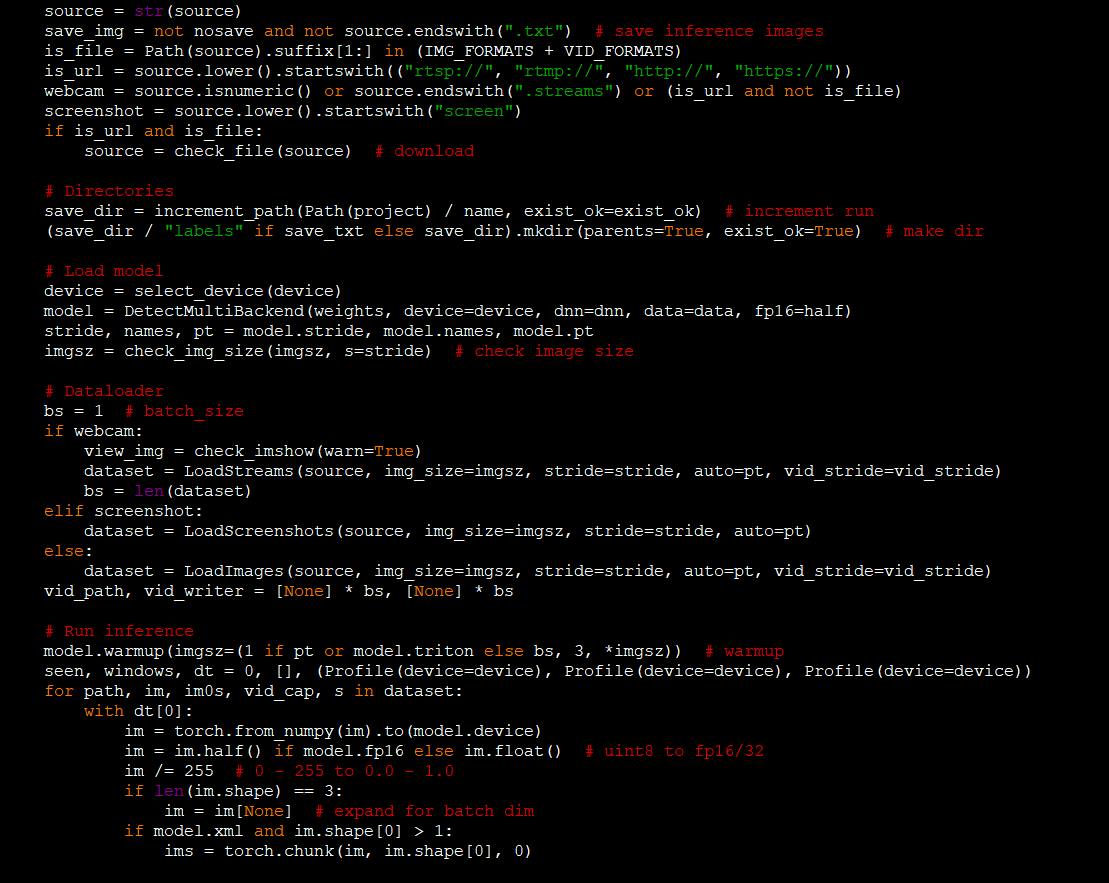 source = str(source)
save_img = not nosave and not source.endswith(".txt")  # save inference images
is_file = Path(source).suffix[1:] in (IMG_FORMATS + VID_FORMATS)
is_url = source.lower().startswith(("rtsp://", "rtmp://", "http://", "https://"))
webcam = source.isnumeric() or source.endswith(".streams") or (is_url and not is_file)
screenshot = source.lower().startswith("screen")
if is_url and is_file:
    source = check_file(source)  # download

# Directories
save_dir = increment_path(Path(project) / name, exist_ok=exist_ok)  # increment run
(save_dir / "labels" if save_txt else save_dir).mkdir(parents=True, exist_ok=True)  # make dir

# Load model
device = select_device(device)
model = DetectMultiBackend(weights, device=device, dnn=dnn, data=data, fp16=half)
stride, names, pt = model.stride, model.names, model.pt
imgsz = check_img_size(imgsz, s=stride)  # check image size

# Dataloader
bs = 1  # batch_size
if webcam:
    view_img = check_imshow(warn=True)
    dataset = LoadStreams(source, img_size=imgsz, stride=stride, auto=pt, vid_stride=vid_stride)
    bs = len(dataset)
elif screenshot:
    dataset = LoadScreenshots(source, img_size=imgsz, stride=stride, auto=pt)
else:
    dataset = LoadImages(source, img_size=imgsz, stride=stride, auto=pt, vid_stride=vid_stride)
vid_path, vid_writer = [None] * bs, [None] * bs

# Run inference
model.warmup(imgsz=(1 if pt or model.triton else bs, 3, *imgsz))  # warmup
seen, windows, dt = 0, [], (Profile(device=device), Profile(device=device), Profile(device=device))
for path, im, im0s, vid_cap, s in dataset:
    with dt[0]:
        im = torch.from_numpy(im).to(model.device)
        im = im.half() if model.fp16 else im.float()  # uint8 to fp16/32
        im /= 255  # 0 - 255 to 0.0 - 1.0
        if len(im.shape) == 3:
            im = im[None]  # expand for batch dim
        if model.xml and im.shape[0] > 1:
            ims = torch.chunk(im, im.shape[0], 0)